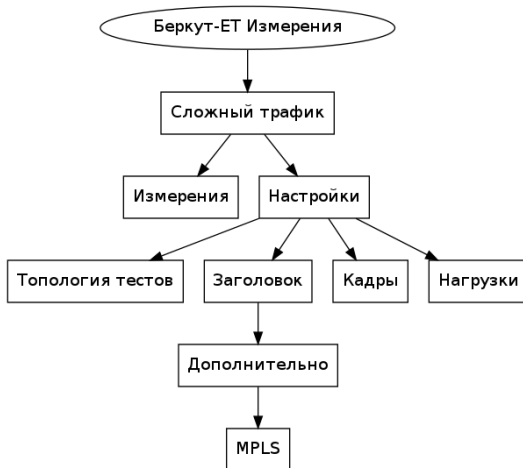 Беркут-ЕТ Измерения
Сложный трафик
Измерения
Настройки
Топология тестов
Заголовок
Кадры
Нагрузки
Дополнительно
MPLS